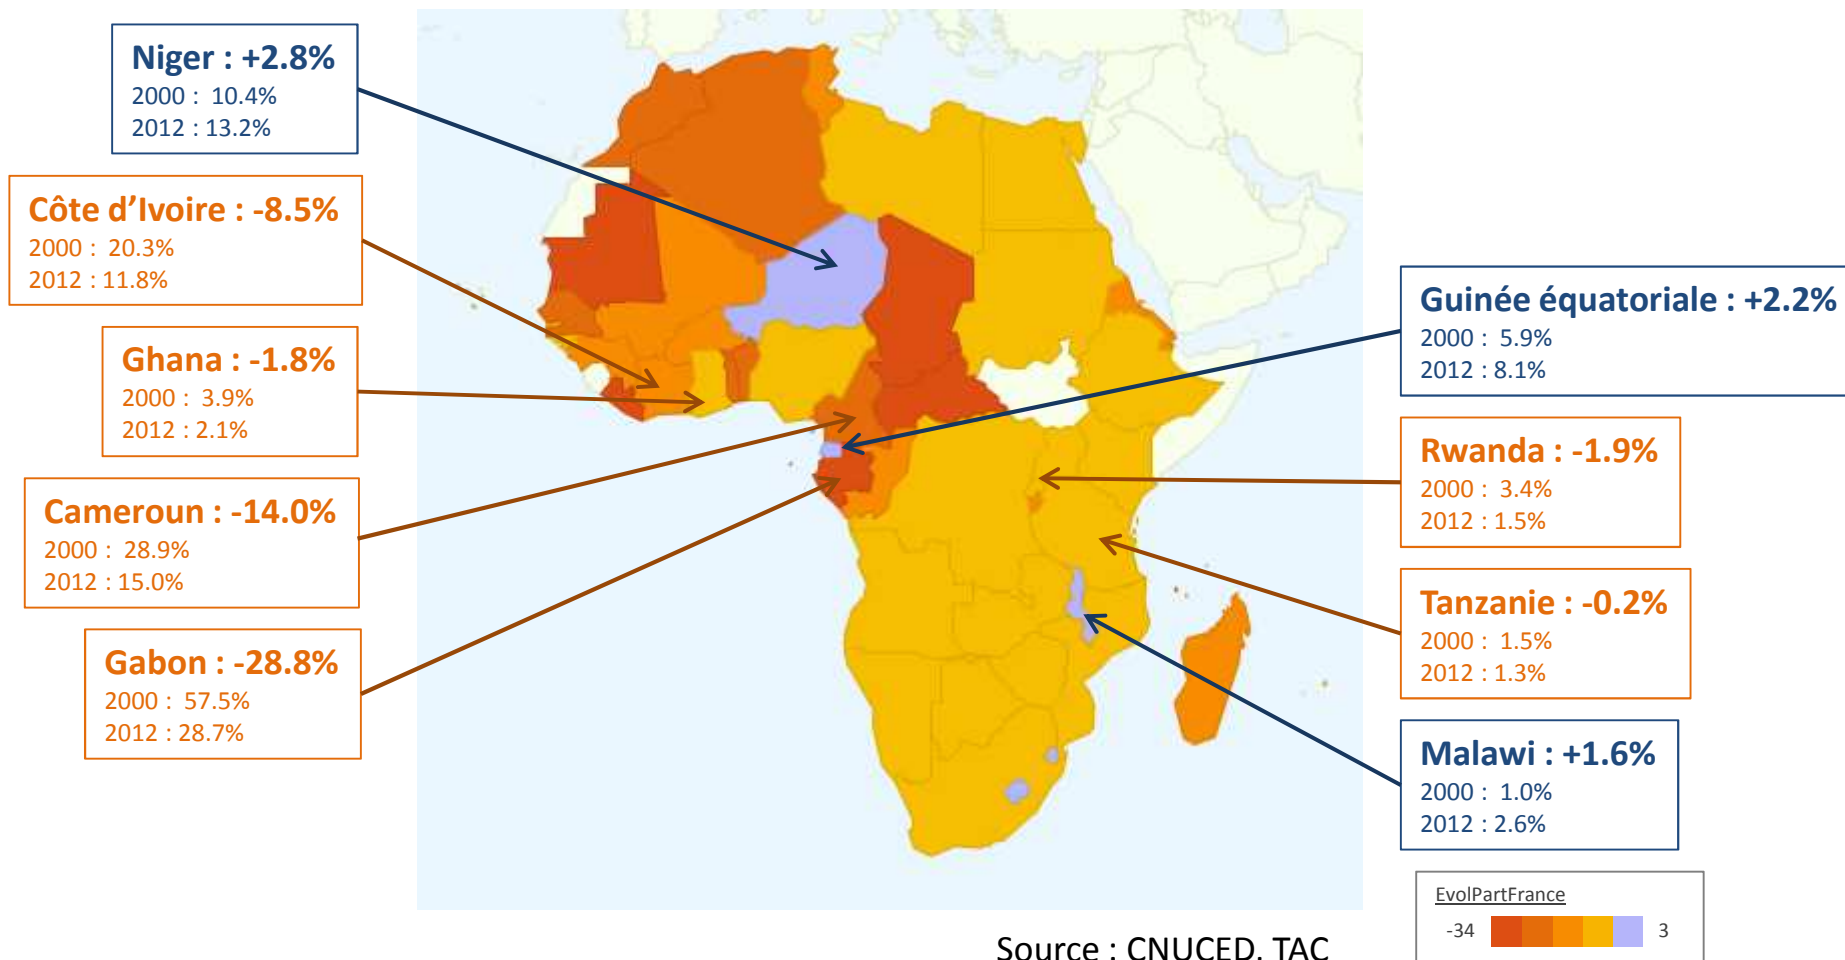 Niger : +2.8%
2000 : 10.4%
2012 : 13.2%
Côte d’Ivoire : -8.5%
2000 : 20.3%
2012 : 11.8%
Ghana : -1.8%
2000 : 3.9%
2012 : 2.1%
Cameroun : -14.0%
2000 : 28.9%
2012 : 15.0%
Gabon : -28.8%
2000 : 57.5%
2012 : 28.7%
Guinée équatoriale : +2.2%
2000 : 5.9%
2012 : 8.1%
Rwanda : -1.9%
2000 : 3.4%
2012 : 1.5%
Tanzanie : -0.2%
2000 : 1.5%
2012 : 1.3%
Malawi : +1.6%
2000 : 1.0%
2012 : 2.6%
EvolPartFrance
-34 3
Source : CNUCED, TAC